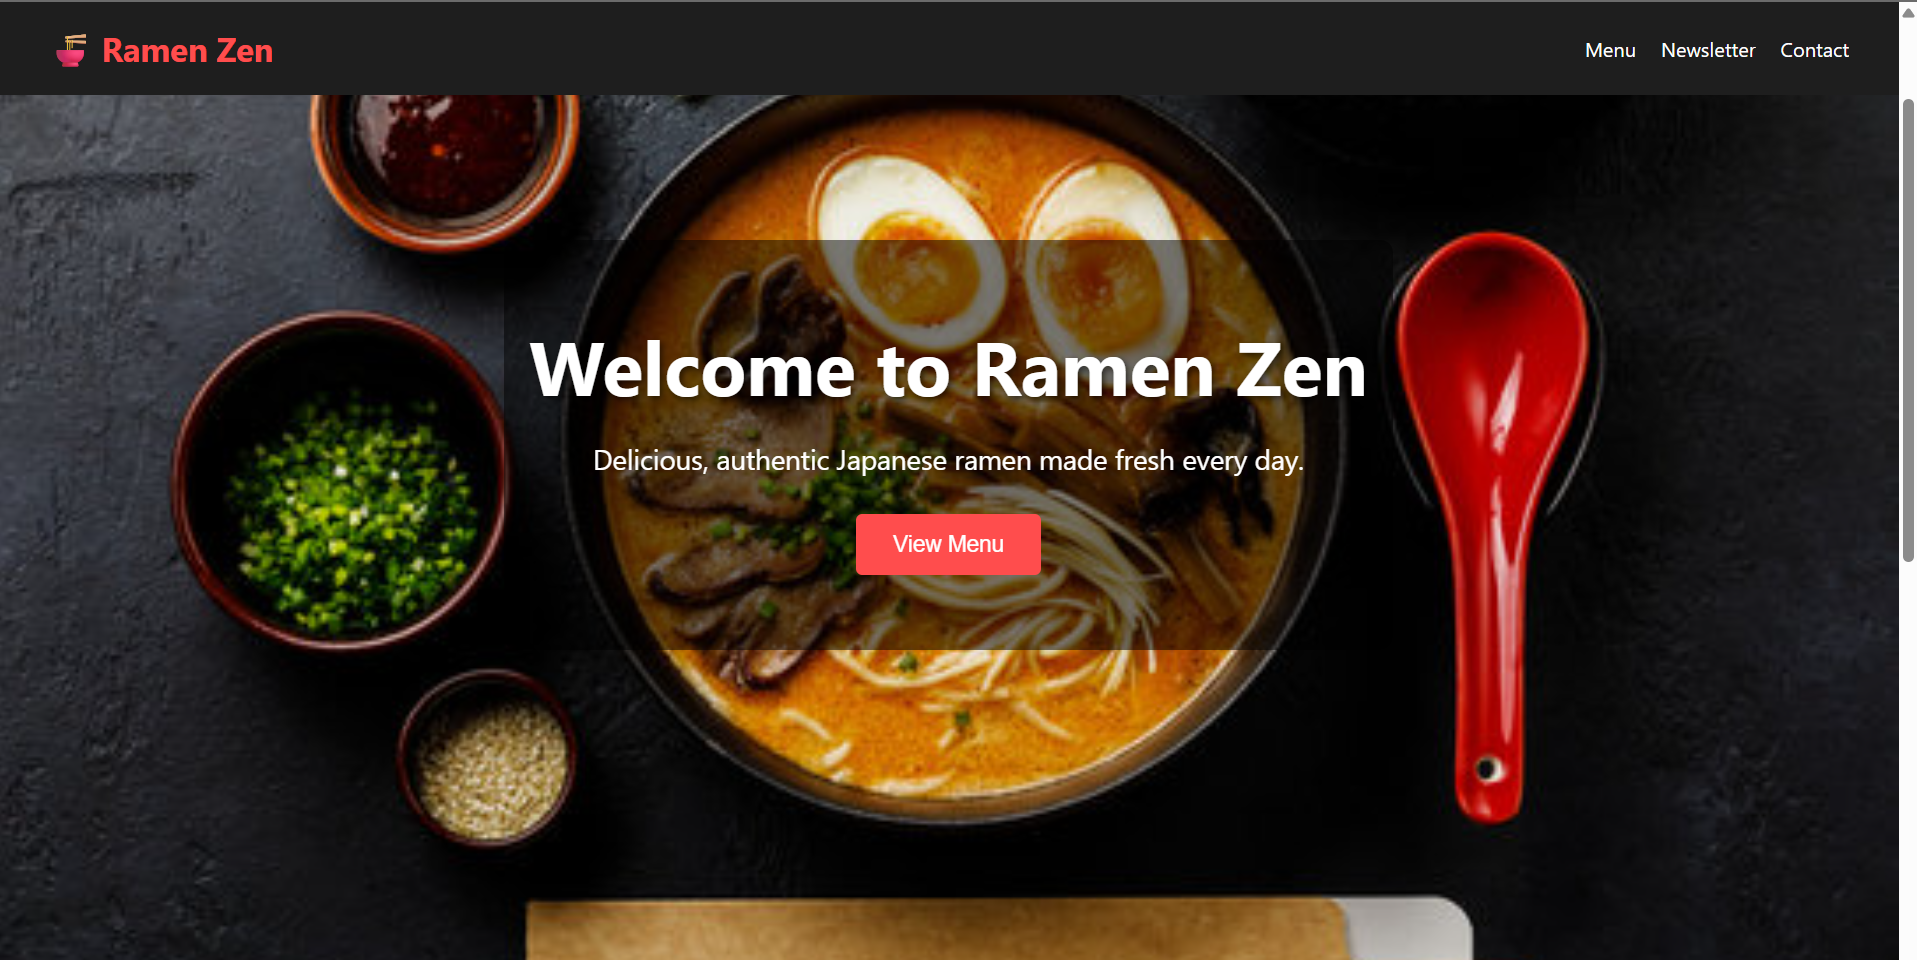 Ramen Zen
Menu Newsletter Contact
Welcome to Ramen Zen
Delicious, authentic Japanese ramen made fresh every day.
View Menu